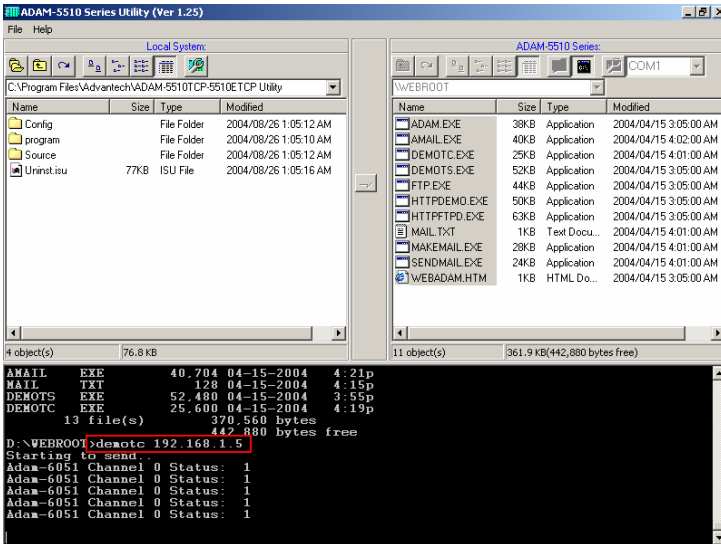 ADAM-5510 Series Utility (Ver 1.25)
File Help
Local System:
ADAM-5510 Series:
COM1
C:\Program Files\Advantech\ADAM-5510TCP-5510ETCP Utility
\WEBROOT
Name Size Type Modified
Config File Folder 2004/08/26 1:05:12 AM
program File Folder 2004/08/26 1:05:10 AM
Source File Folder 2004/08/26 1:05:12 AM
Uninst.isu 77KB ISU File 2004/08/26 1:05:16 AM
Name Size Type Modified
ADAM.EXE 38KB Application 2004/04/15 3:05:00 AM
AMAIL.EXE 40KB Application 2004/04/15 4:02:00 AM
DEMOTC.EXE 25KB Application 2004/04/15 4:01:00 AM
DEMOTS.EXE 52KB Application 2004/04/15 3:05:00 AM
FTP.EXE 44KB Application 2004/04/15 3:05:00 AM
HTTPDEMO.EXE 50KB Application 2004/04/15 3:05:00 AM
HTTPFTPD.EXE 63KB Application 2004/04/15 3:05:00 AM
MAIL.TXT 1KB Text Docu... 2004/04/15 4:01:00 AM
MAKEMAIL.EXE 28KB Application 2004/04/15 4:01:00 AM
SENDMAIL.EXE 24KB Application 2004/04/15 4:01:00 AM
WEBADAM.HTM 1KB HTML Do... 2004/04/15 3:05:00 AM
4 object(s) 76.8 KB
11 object(s) 361.9 KB(442,880 bytes free)
AMAIL EXE 40,704 04-15-2004 4:21p
MAIL TXT 128 04-15-2004 4:15p
DEMOTS EXE 52,480 04-15-2004 3:55p
DEMOTC EXE 25,600 04-15-2004 4:19p
13 file(s) 370,560 bytes
442,880 bytes free
D:\WEBROOT>demotc 192.168.1.5
Starting to send..
Adam-6051 Channel 0 Status: 1
Adam-6051 Channel 0 Status: 1
Adam-6051 Channel 0 Status: 1
Adam-6051 Channel 0 Status: 1
Adam-6051 Channel 0 Status: 1